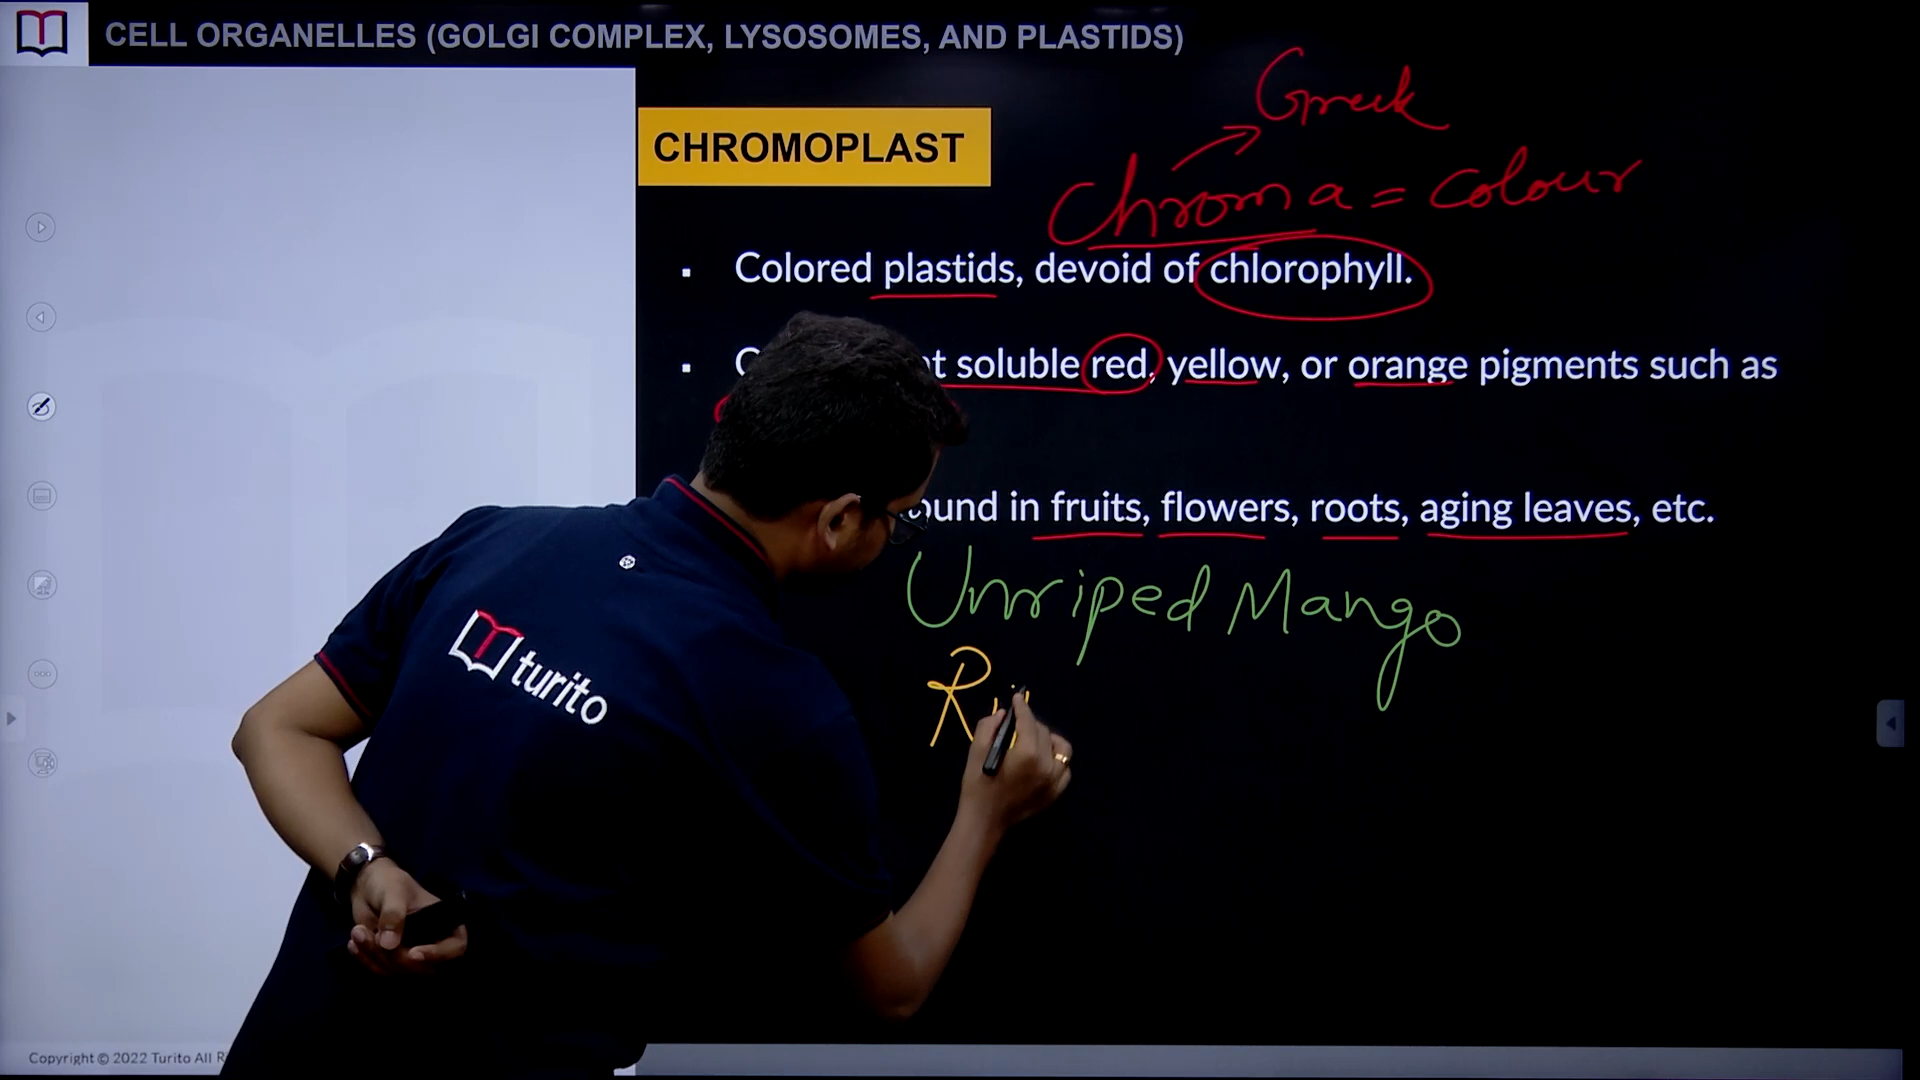 CELL ORGANELLES (GOLGI COMPLEX, LYSOSOMES, AND PLASTIDS)
Greek
CHROMOPLAST
Chroma = Colour
Colored plastids, devoid of chlorophyll.
soluble red, yellow, or orange pigments such as
in fruits, flowers, roots, aging leaves, etc.
Unriped Mango
turito
Copyright © 2022 Turito All